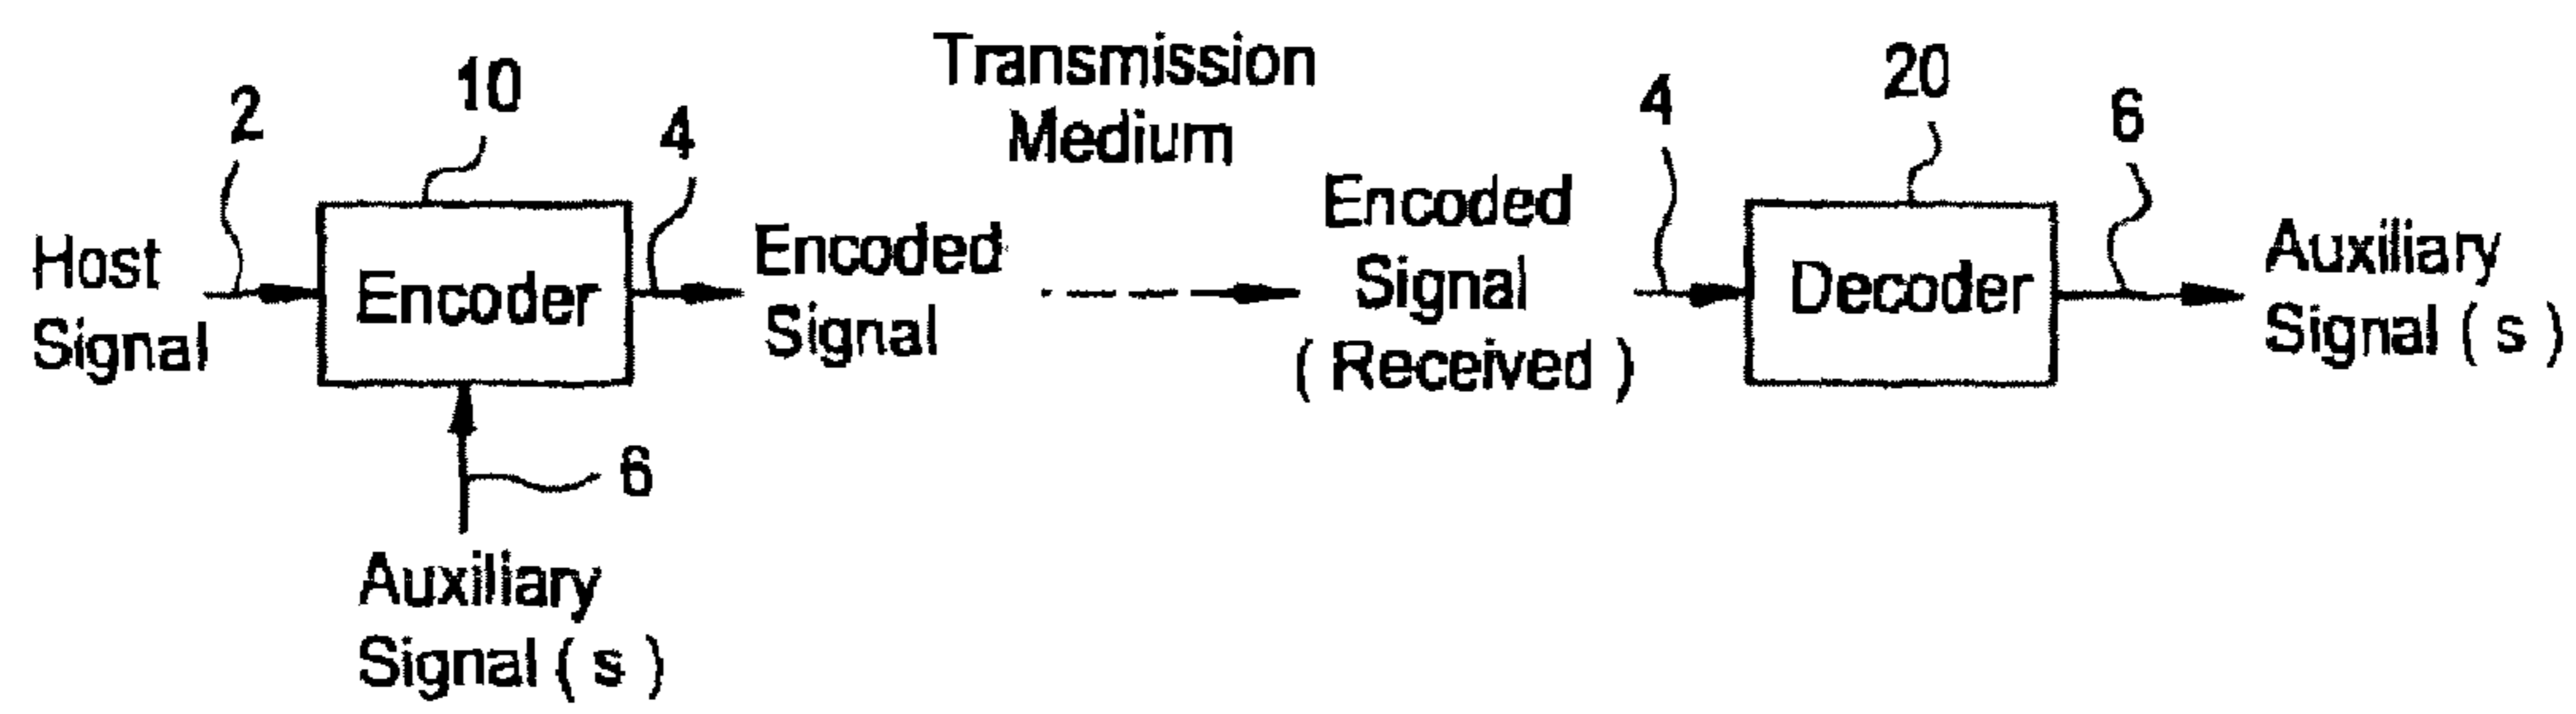 2
10
4
Transmission
Medium
4
20
6
Host
Signal
Encoder
Encoded
Signal
Encoded
Signal
( Received )
Decoder
Auxiliary
Signal ( s )
6
Auxiliary
Signal ( s )